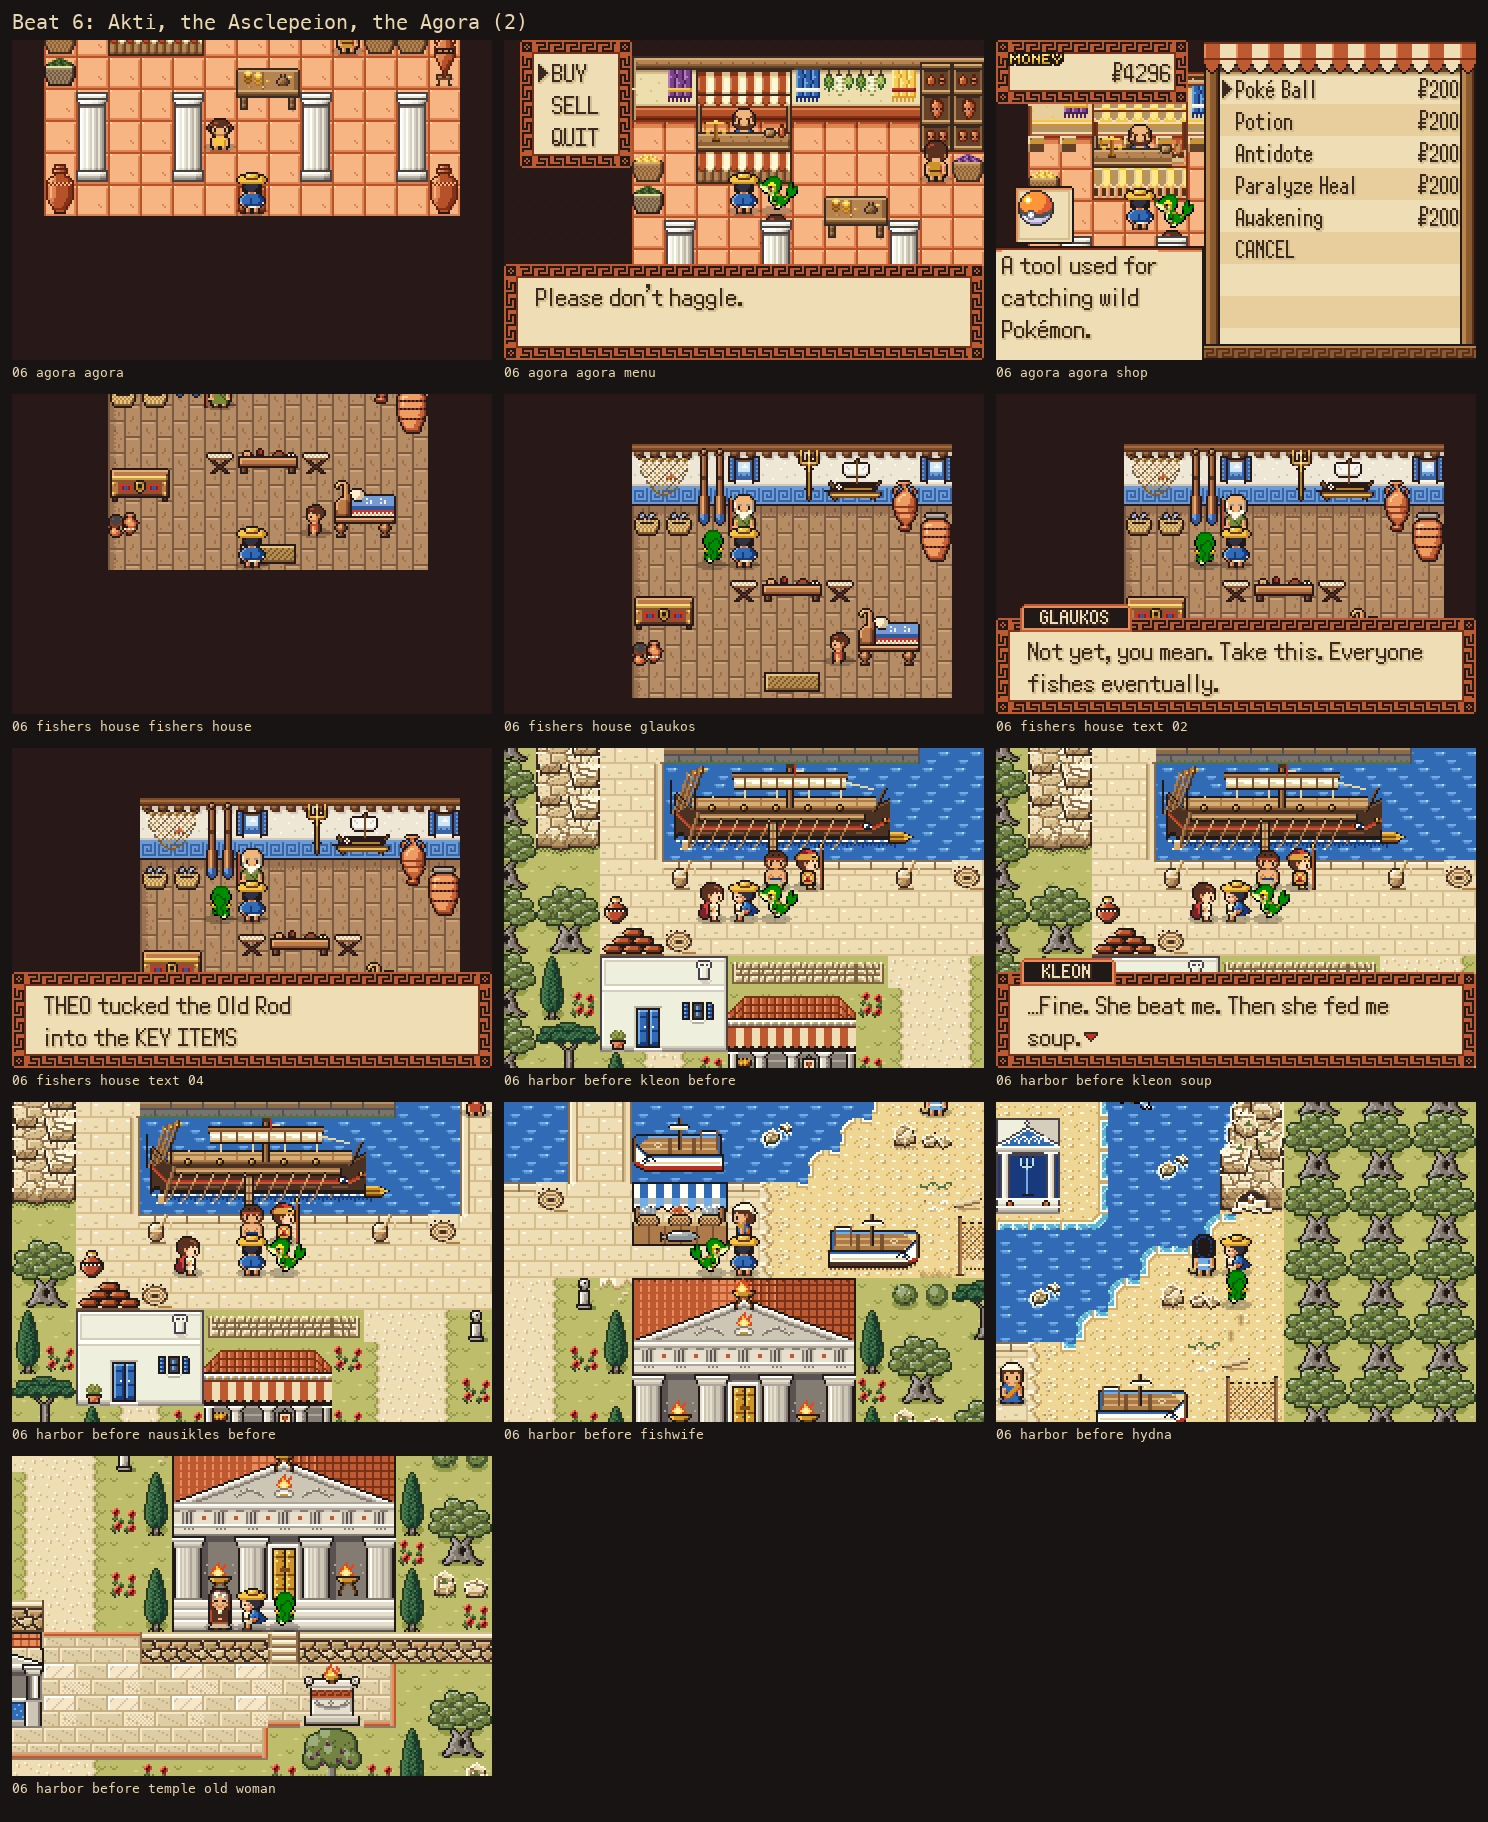 Beat 6: Akti, the Asclepeion, the Agora (2)
06 agora agora
BUY
SELL
QUIT
Please don't haggle.
06 agora agora menu
MONEY
₽4296
Poké Ball ₽200
Potion ₽200
Antidote ₽200
Paralyze Heal ₽200
Awakening ₽200
CANCEL
A tool used for
catching wild
Pokémon.
06 agora agora shop
06 fishers house fishers house
06 fishers house glaukos
GLAUKOS
Not yet, you mean. Take this. Everyone
fishes eventually.
06 fishers house text 02
THEO tucked the Old Rod
into the KEY ITEMS
06 fishers house text 04
06 harbor before kleon before
KLEON
…Fine. She beat me. Then she fed me
soup.
06 harbor before kleon soup
06 harbor before nausikles before
06 harbor before fishwife
06 harbor before hydna
06 harbor before temple old woman